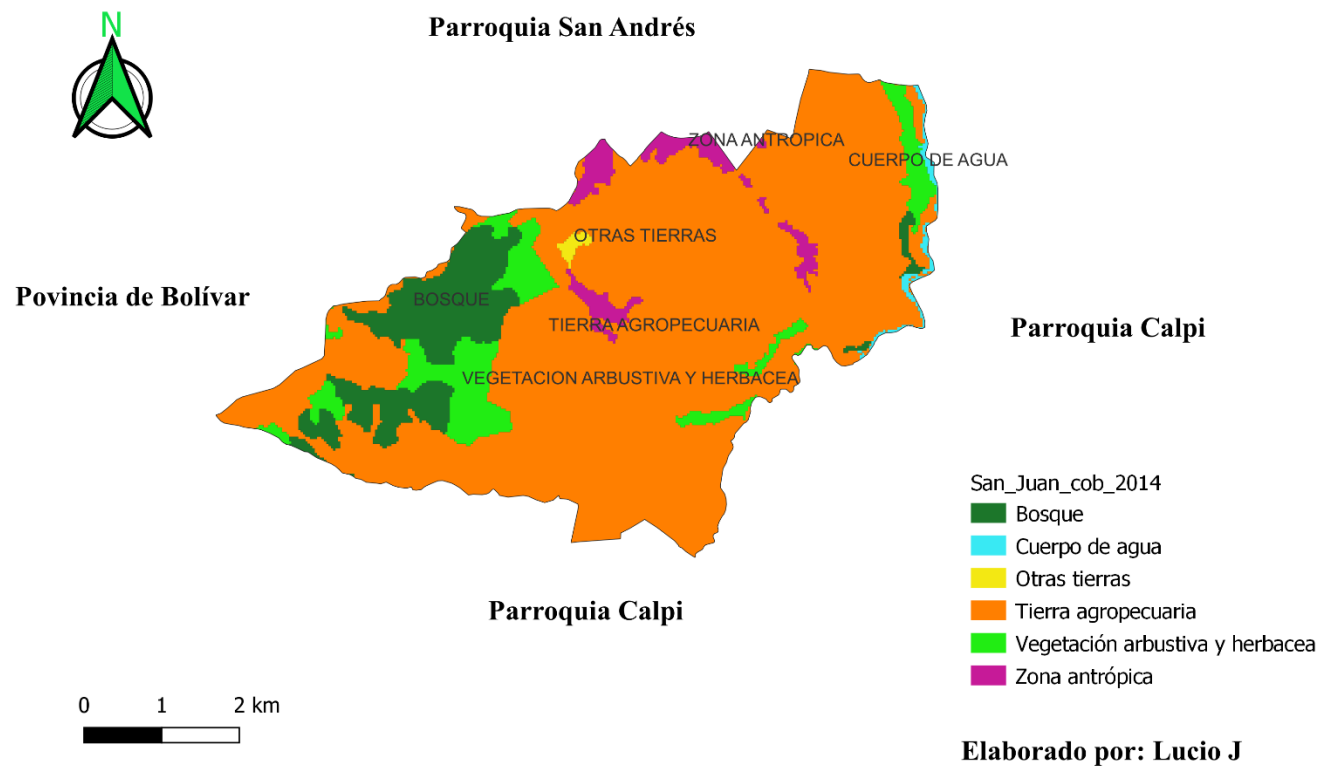 N
Parroquia San Andrés
ZONA ANTRÓPICA
CUERPO DE AGUA
OTRAS TIERRAS
Povincia de Bolívar
BOSQUE
TIERRA AGROPECUARIA
Parroquia Calpi
VEGETACION ARBUSTIVA Y HERBACEA
San_Juan_cob_2014
Bosque
Cuerpo de agua
Otras tierras
Tierra agropecuaria
Vegetación arbustiva y herbacea
Zona antrópica
Parroquia Calpi
0 1 2 km
Elaborado por: Lucio J